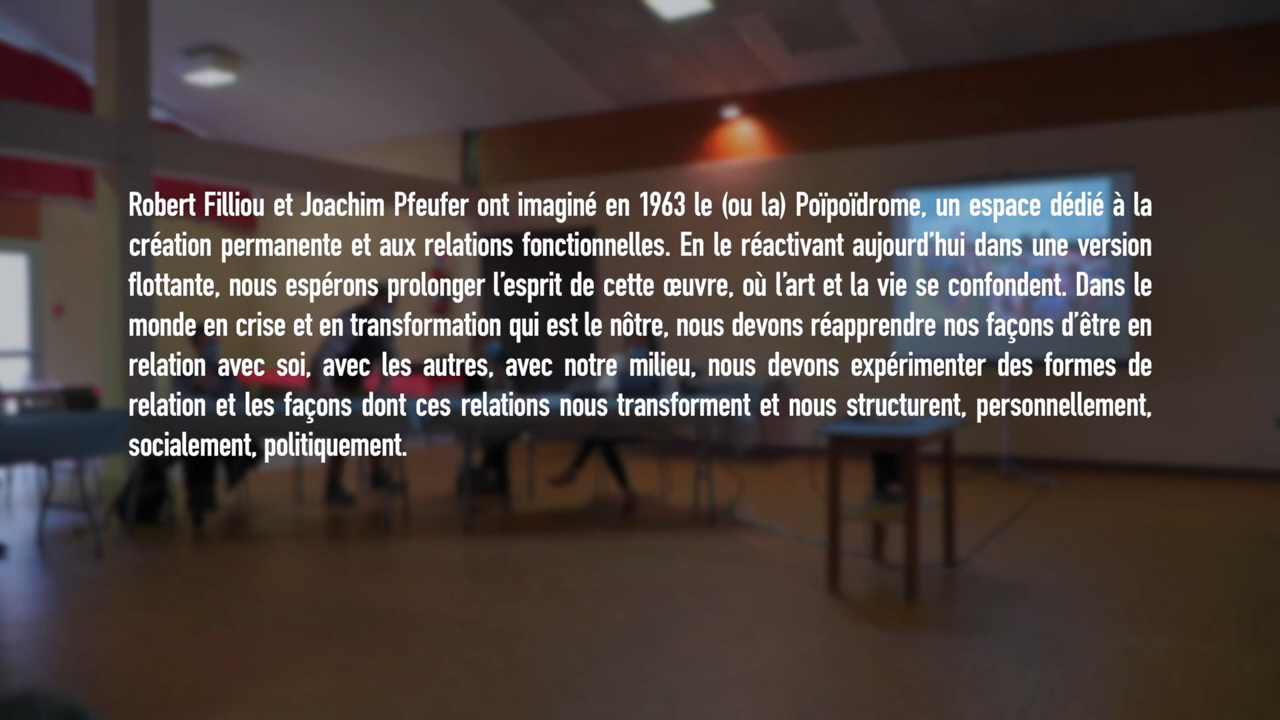 Robert Filliou et Joachim Pfeufer ont imaginé en 1963 le (ou la) Poïpoïdrome, un espace dédié à la
création permanente et aux relations fonctionnelles. En le réactivant aujourd'hui dans une version
flottante, nous espérons prolonger l'esprit de cette œuvre, où l'art et la vie se confondent. Dans le
monde en crise et en transformation qui est le nôtre, nous devons réapprendre nos façons d'être en
relation avec soi, avec les autres, avec notre milieu, nous devons expérimenter des formes de
relation et les façons dont ces relations nous transforment et nous structurent, personnellement,
socialement, politiquement.